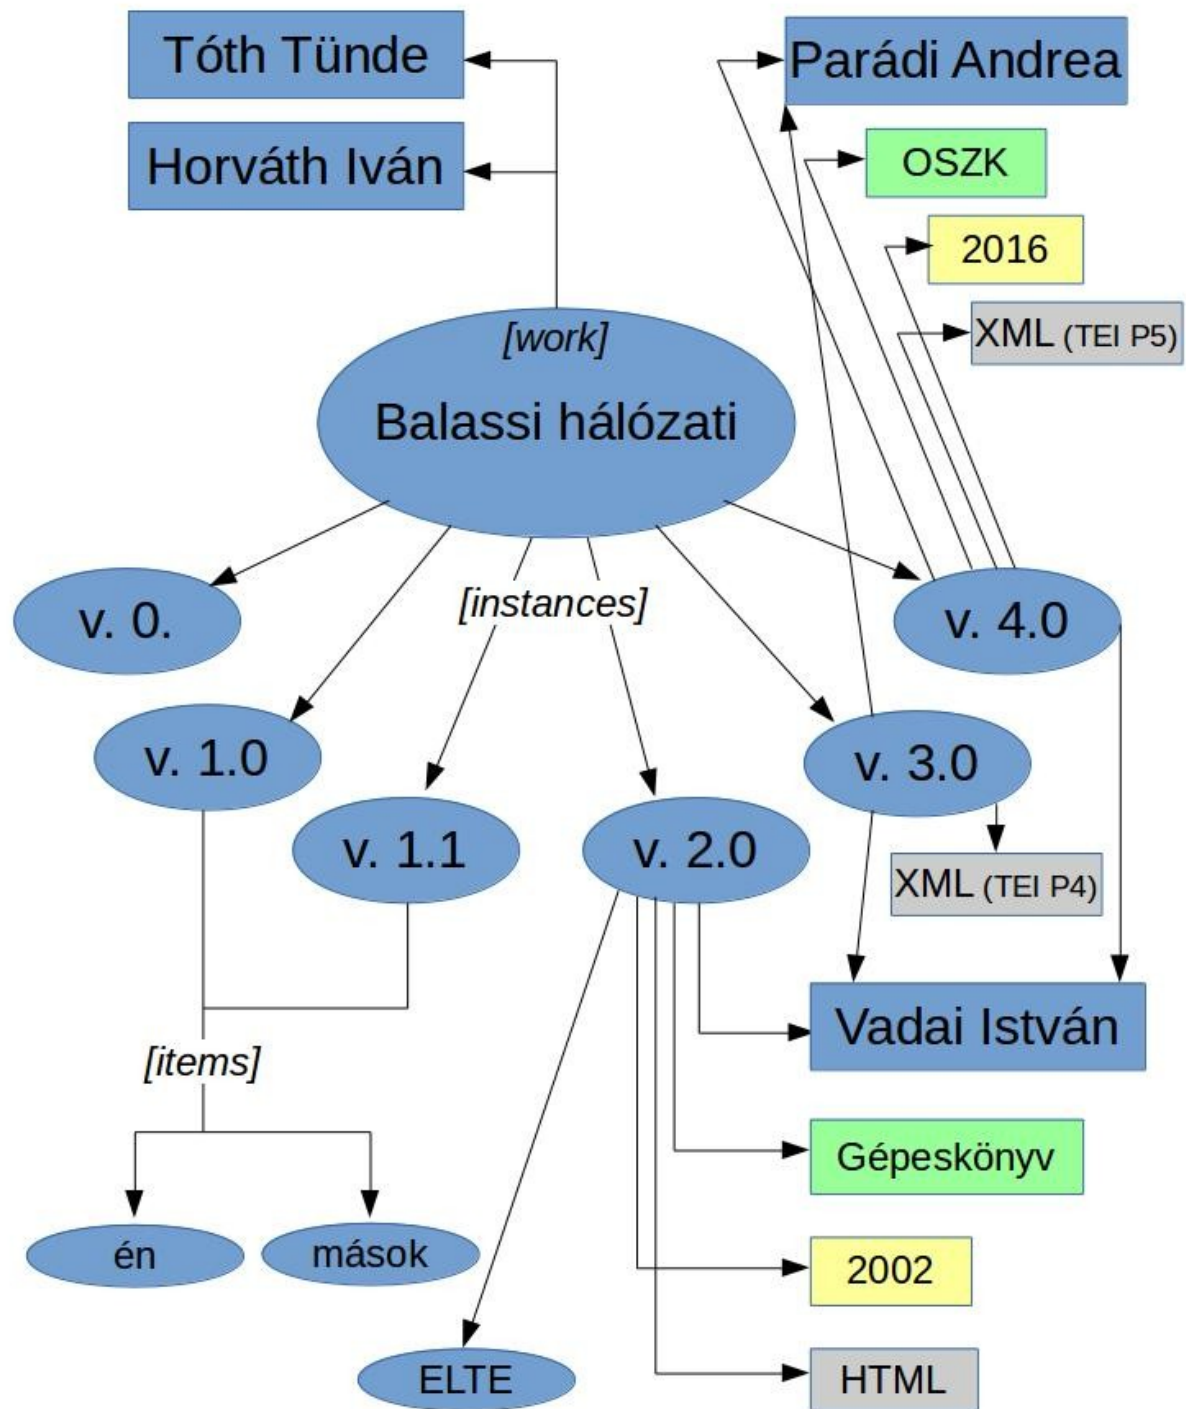 Tóth Tünde
Parádi Andrea
Horváth Iván
OSZK
2016
XML (TEI P5)
[work]
Balassi hálózati
[instances]
v. 0.
v. 4.0
v. 1.0
v. 3.0
v. 1.1
v. 2.0
XML (TEI P4)
Vadai István
[items]
Gépeskönyv
én
mások
2002
ELTE
HTML